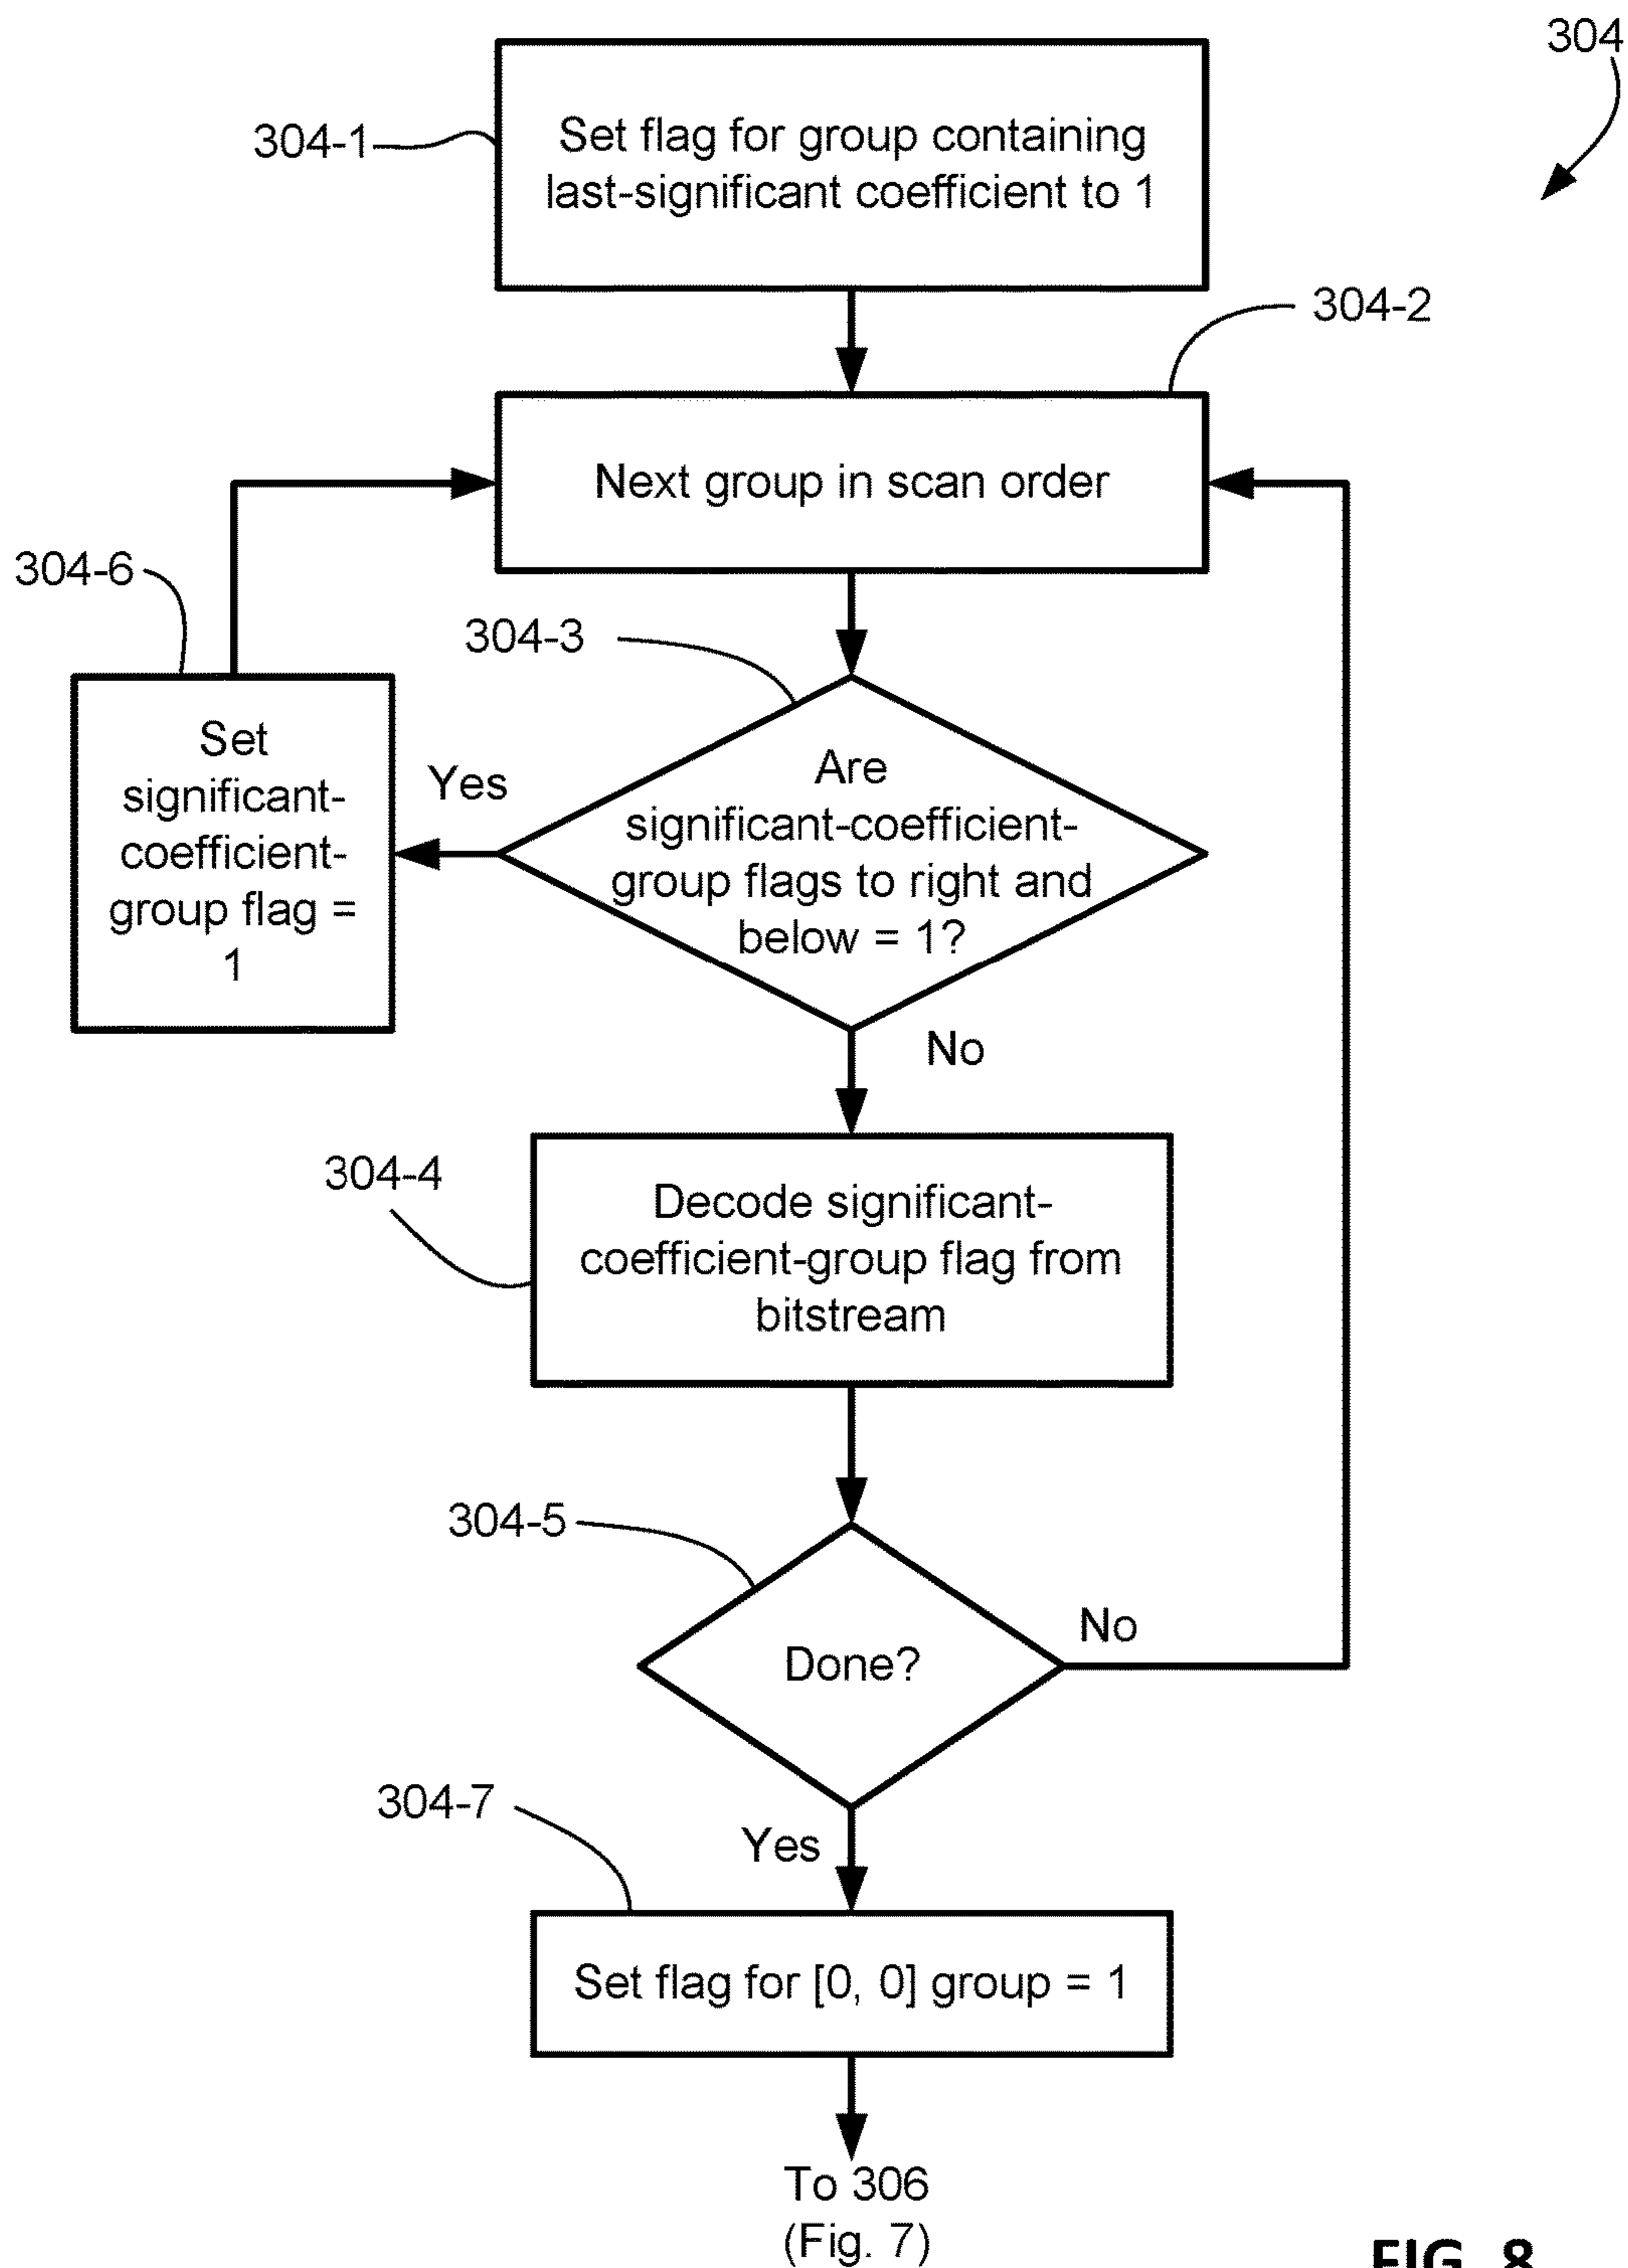 304
304-1
Set flag for group containing
last-significant coefficient to 1
304-2
Next group in scan order
304-6
304-3
Set
significant-
coefficient-
group flag =
1
Yes
Are
significant-coefficient-
group flags to right and
below = 1?
No
304-4
Decode significant-
coefficient-group flag from
bitstream
304-5
Done?
No
304-7
Yes
Set flag for [0, 0] group = 1
To 306
(Fig. 7)
FIG. 8